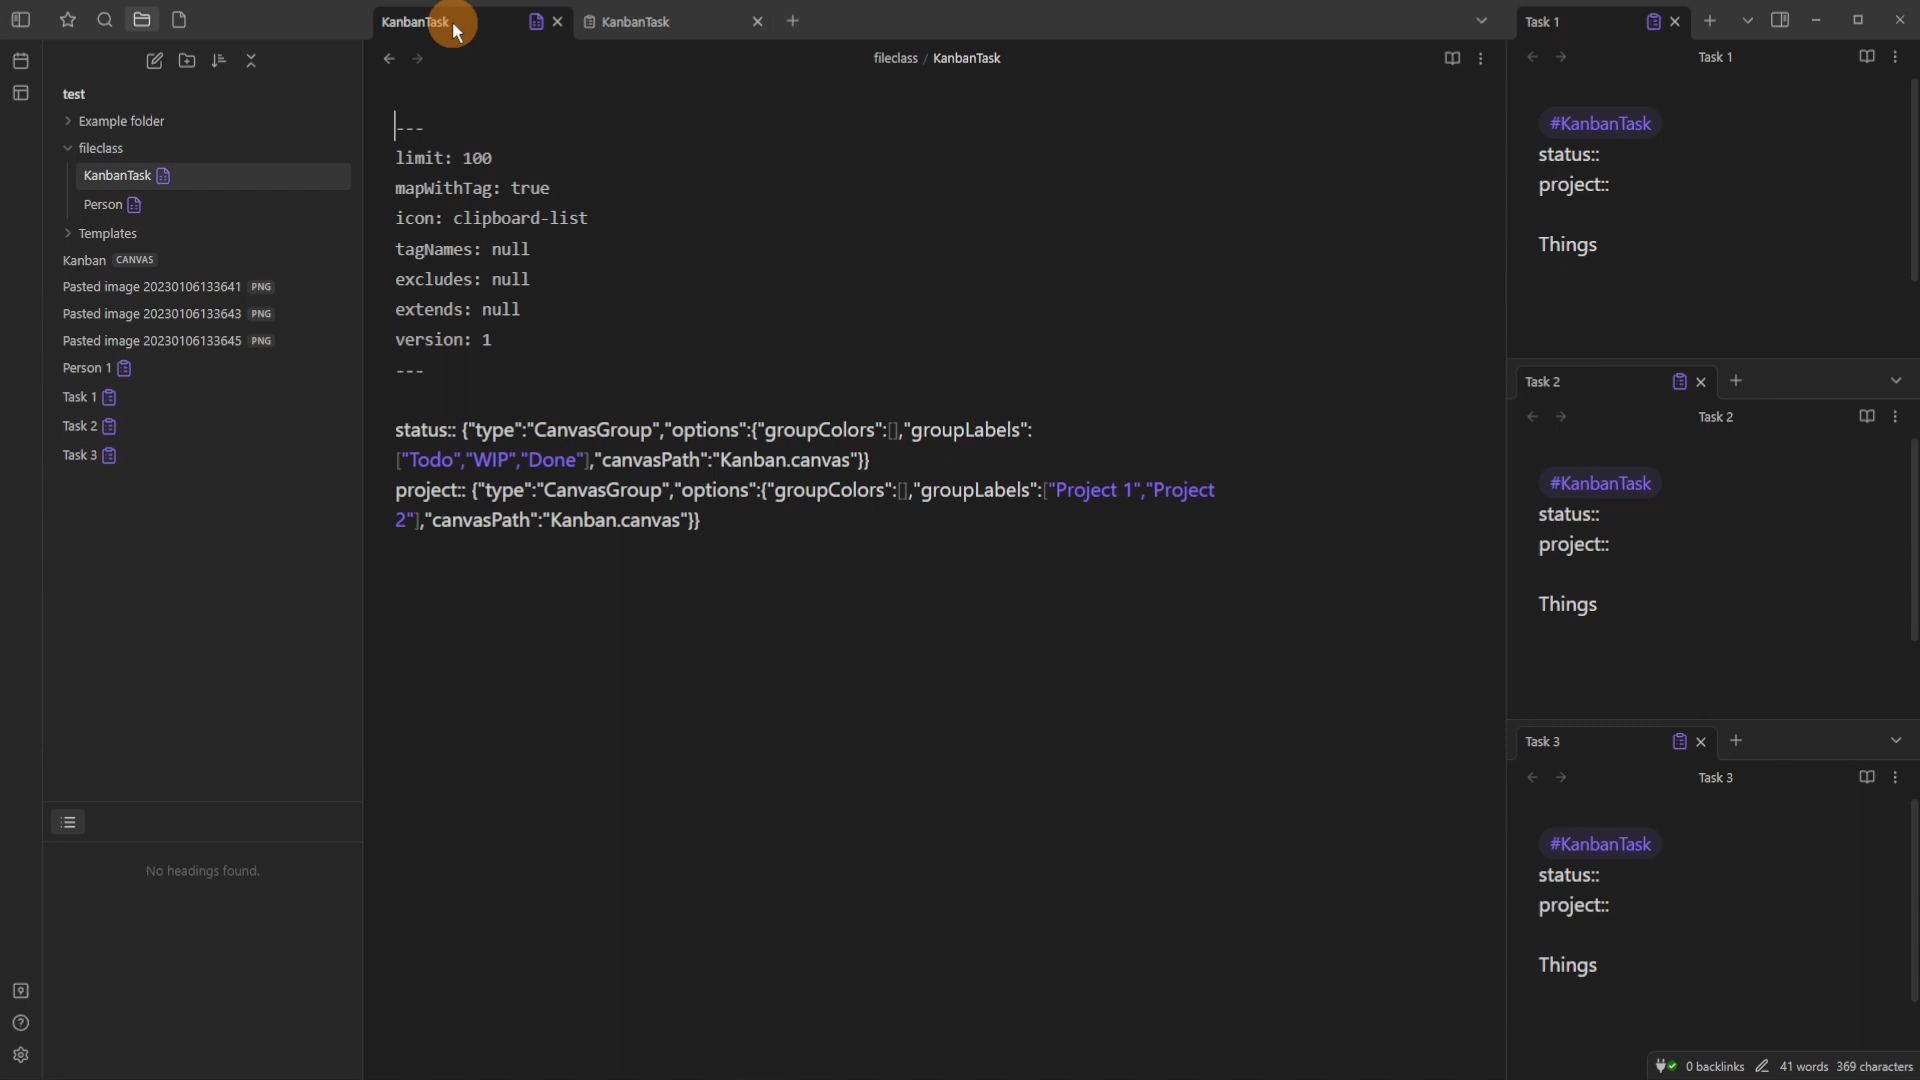 KanbanTask
KanbanTask
Task 1
test
Example folder
fileclass
KanbanTask
Person
Templates
Kanban CANVAS
Pasted image 20230106133641 PNG
Pasted image 20230106133643 PNG
Pasted image 20230106133645 PNG
Person 1
Task 1
Task 2
Task 3
No headings found.
fileclass / KanbanTask
---
limit: 100
mapWithTag: true
icon: clipboard-list
tagNames: null
excludes: null
extends: null
version: 1
---
status:: {"type":"CanvasGroup","options":{"groupColors":[],"groupLabels":
["Todo","WIP","Done"],"canvasPath":"Kanban.canvas"}}
project:: {"type":"CanvasGroup","options":{"groupColors":[],"groupLabels":["Project 1","Project
2"],"canvasPath":"Kanban.canvas"}}
Task 1
#KanbanTask
status::
project::
Things
Task 2
Task 2
#KanbanTask
status::
project::
Things
Task 3
Task 3
#KanbanTask
status::
project::
Things
0 backlinks 41 words 369 characters